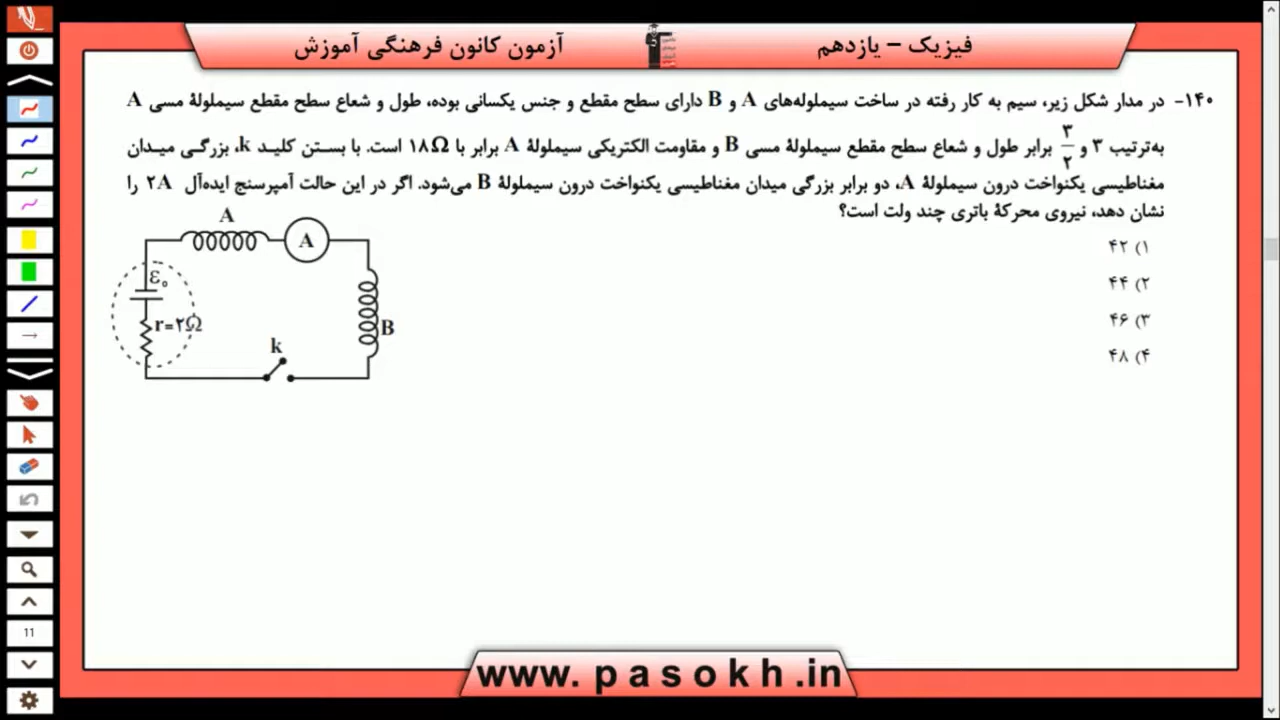 فیزیک – یازدهم
آزمون کانون فرهنگی آموزش
۱۴۰- در مدار شکل زیر، سیم به کار رفته در ساخت سیملوله‌های A و B دارای سطح مقطع و جنس یکسانی بوده، طول و شعاع سطح مقطع سیملولهٔ مسی A
به‌ترتیب ۳ و ۳/۲ برابر طول و شعاع سطح مقطع سیملولهٔ مسی B و مقاومت الکتریکی سیملولهٔ A برابر با ۱۸Ω است. با بستن کلید k، بزرگی میدان
مغناطیسی یکنواخت درون سیملولهٔ A، دو برابر بزرگی میدان مغناطیسی یکنواخت درون سیملولهٔ B می‌شود. اگر در این حالت آمپرسنج ایده‌آل ۲A را
نشان دهد، نیروی محرکهٔ باتری چند ولت است؟
۱) ۴۲
۲) ۴۴
۳) ۴۶
۴) ۴۸
A
A
ε₀
r=۲Ω
B
k
11
www.pasokh.in